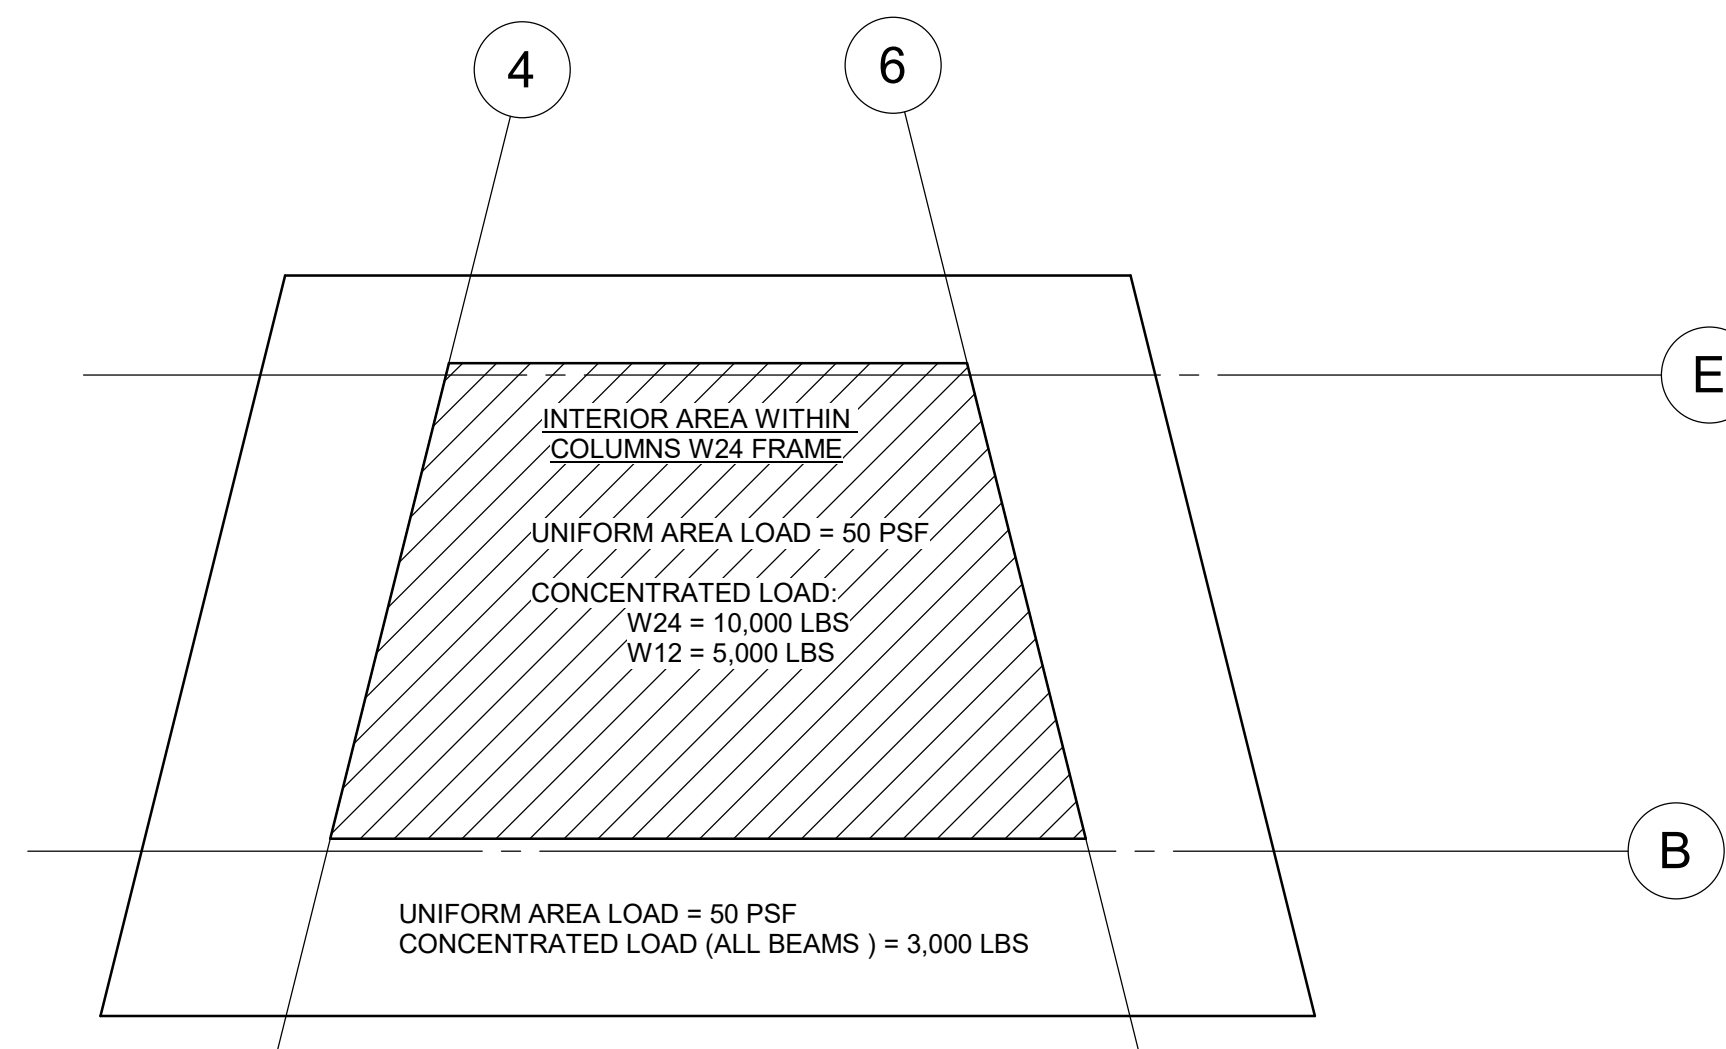 4
6
E
INTERIOR AREA WITHIN
COLUMNS W24 FRAME
UNIFORM AREA LOAD = 50 PSF
CONCENTRATED LOAD:
W24 = 10,000 LBS
W12 = 5,000 LBS
B
UNIFORM AREA LOAD = 50 PSF
CONCENTRATED LOAD (ALL BEAMS ) = 3,000 LBS